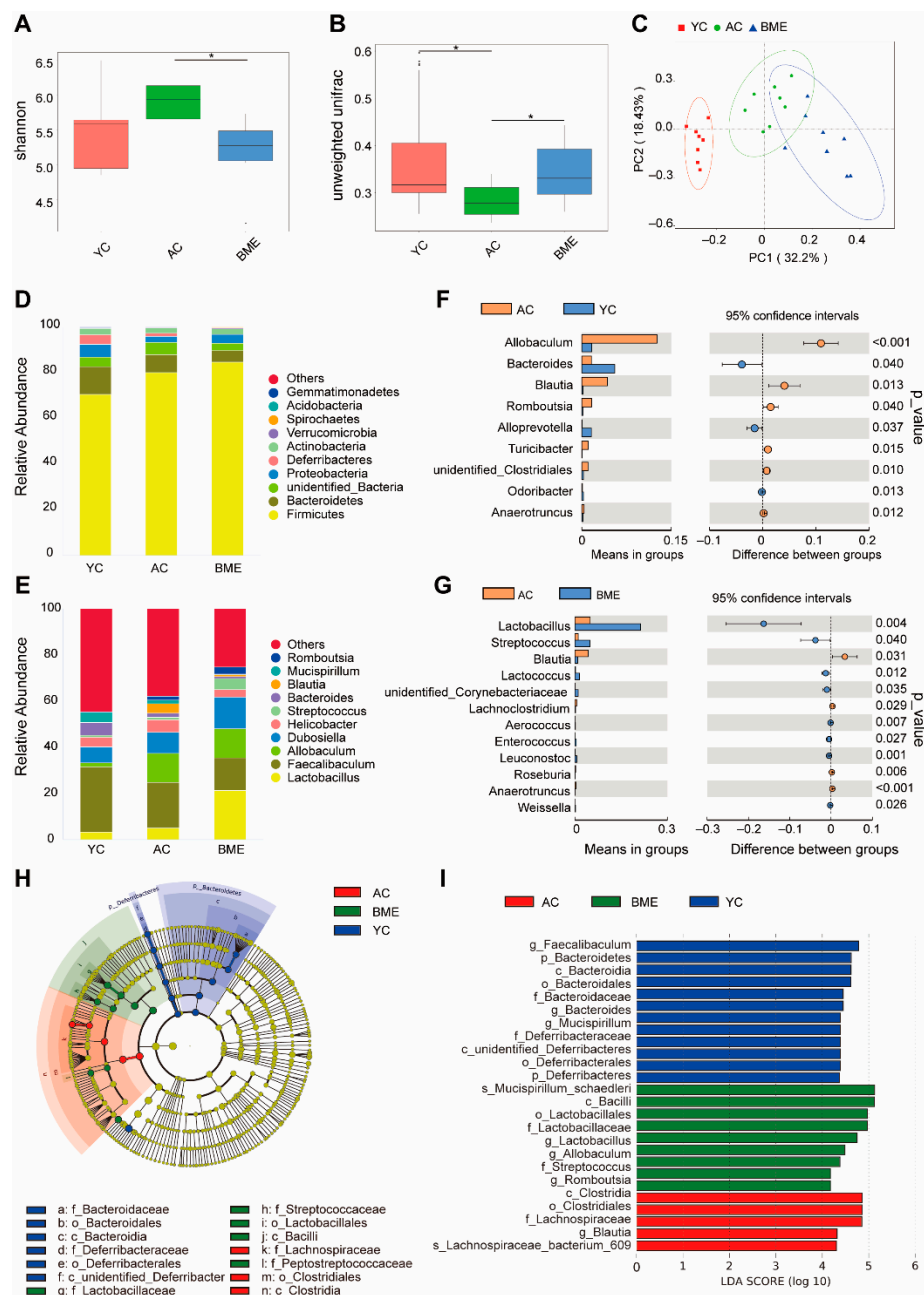 A
6.5
6.0
5.5
5.0
4.5
shannon
*
YC
AC
BME
B
0.6
0.5
0.4
0.3
unweighted unifrac
*
*
YC
AC
BME
C
YC AC BME
0.3
0.0
−0.3
−0.6
PC2 ( 18.43% )
−0.2 0 0.2 0.4
PC1 ( 32.2% )
D
100
80
60
40
20
0
Relative Abundance
YC AC BME
Others
Gemmatimonadetes
Acidobacteria
Spirochaetes
Verrucomicrobia
Actinobacteria
Deferribacteres
Proteobacteria
unidentified_Bacteria
Bacteroidetes
Firmicutes
E
100
80
60
40
20
0
Relative Abundance
YC AC BME
Others
Romboutsia
Mucispirillum
Blautia
Bacteroides
Streptococcus
Helicobacter
Dubosiella
Allobaculum
Faecalibaculum
Lactobacillus
F
AC YC
95% confidence intervals
Allobaculum <0.001
Bacteroides 0.040
Blautia 0.013
Romboutsia 0.040
Alloprevotella 0.037
Turicibacter 0.015
unidentified_Clostridiales 0.010
Odoribacter 0.013
Anaerotruncus 0.012
p_value
0 0.15
Means in groups
−0.1 0 0.1 0.2
Difference between groups
G
AC BME
95% confidence intervals
Lactobacillus 0.004
Streptococcus 0.040
Blautia 0.031
Lactococcus 0.012
unidentified_Corynebacteriaceae 0.035
Lachnoclostridium 0.029
Aerococcus 0.007
Enterococcus 0.027
Leuconostoc 0.001
Roseburia 0.006
Anaerotruncus <0.001
Weissella 0.026
p_value
0 0.3
Means in groups
−0.3 −0.2 −0.1 0 0.1
Difference between groups
H
AC
BME
YC
p_Deferribacteres
p_Bacteroidetes
c
b
a
n
m
a: f_Bacteroidaceae
b: o_Bacteroidales
c: c_Bacteroidia
d: f_Deferribacteraceae
e: o_Deferribacterales
f: c_unidentified_Deferribacter
g: f_Lactobacillaceae
h: f_Streptococcaceae
i: o_Lactobacillales
j: c_Bacilli
k: f_Lachnospiraceae
l: f_Peptostreptococcaceae
m: o_Clostridiales
n: c_Clostridia
I
AC BME YC
g_Faecalibaculum
p_Bacteroidetes
c_Bacteroidia
o_Bacteroidales
f_Bacteroidaceae
g_Bacteroides
g_Mucispirillum
f_Deferribacteraceae
c_unidentified_Deferribacteres
o_Deferribacterales
p_Deferribacteres
s_Mucispirillum_schaedleri
c_Bacilli
o_Lactobacillales
f_Lactobacillaceae
g_Lactobacillus
g_Allobaculum
f_Streptococcus
g_Romboutsia
c_Clostridia
o_Clostridiales
f_Lachnospiraceae
g_Blautia
s_Lachnospiraceae_bacterium_609
0 1 2 3 4 5 6
LDA SCORE (log 10)